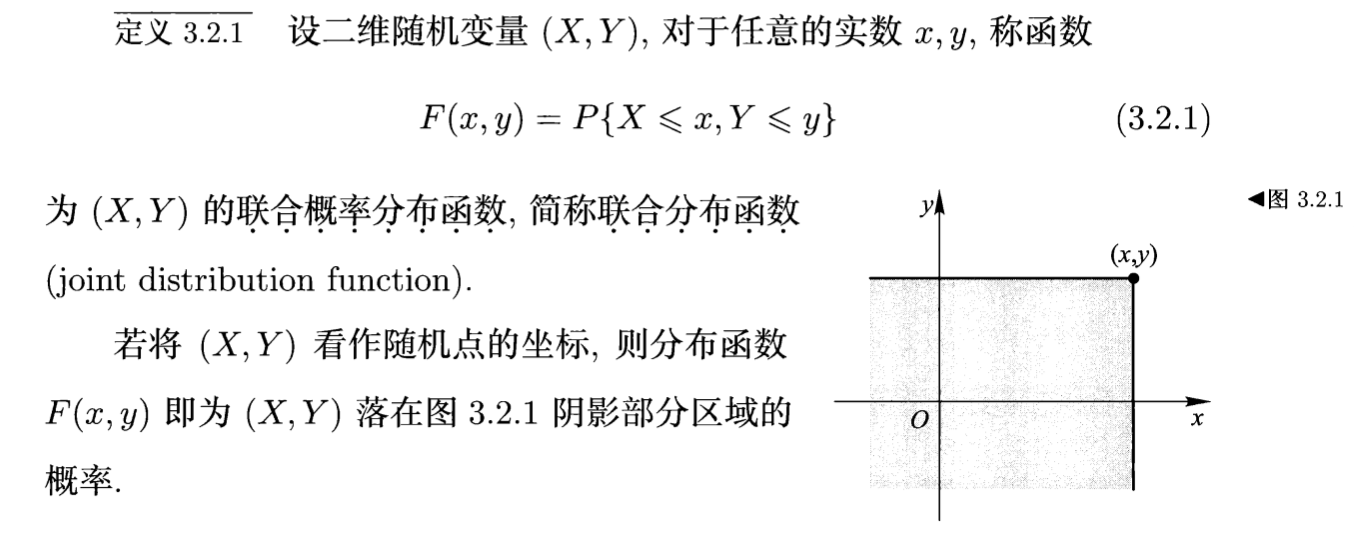 定义 3.2.1 设二维随机变量 (X, Y), 对于任意的实数 x, y, 称函数
F(x, y) = P{X ⩽ x, Y ⩽ y} (3.2.1)
为 (X, Y) 的联合概率分布函数, 简称联合分布函数
(joint distribution function).
若将 (X, Y) 看作随机点的坐标, 则分布函数
F(x, y) 即为 (X, Y) 落在图 3.2.1 阴影部分区域的
概率.
◀图 3.2.1
y
(x,y)
O
x